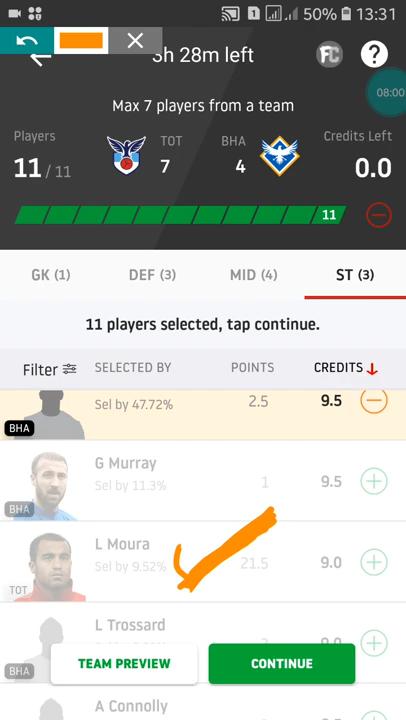 50% 13:31
3h 28m left
FC ?
08:00
Max 7 players from a team
Players TOT BHA Credits Left
11 / 11 7 4 0.0
11
GK (1) DEF (3) MID (4) ST (3)
11 players selected, tap continue.
Filter SELECTED BY POINTS CREDITS
Sel by 47.72% 2.5 9.5
BHA
G Murray
Sel by 11.3% 1 9.5
BHA
L Moura
Sel by 9.52% 21.5 9.0
TOT
L Trossard
9.0
BHA
TEAM PREVIEW CONTINUE
A Connolly